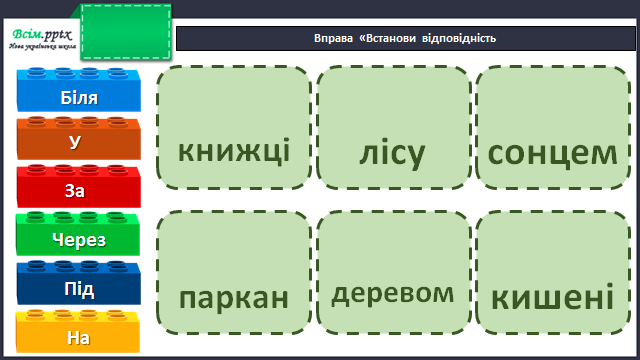 Всім.pptx
Нова українська школа
Вправа «Встанови відповідність
Біля
У
За
Через
Під
На
книжці
лісу
сонцем
паркан
деревом
кишені